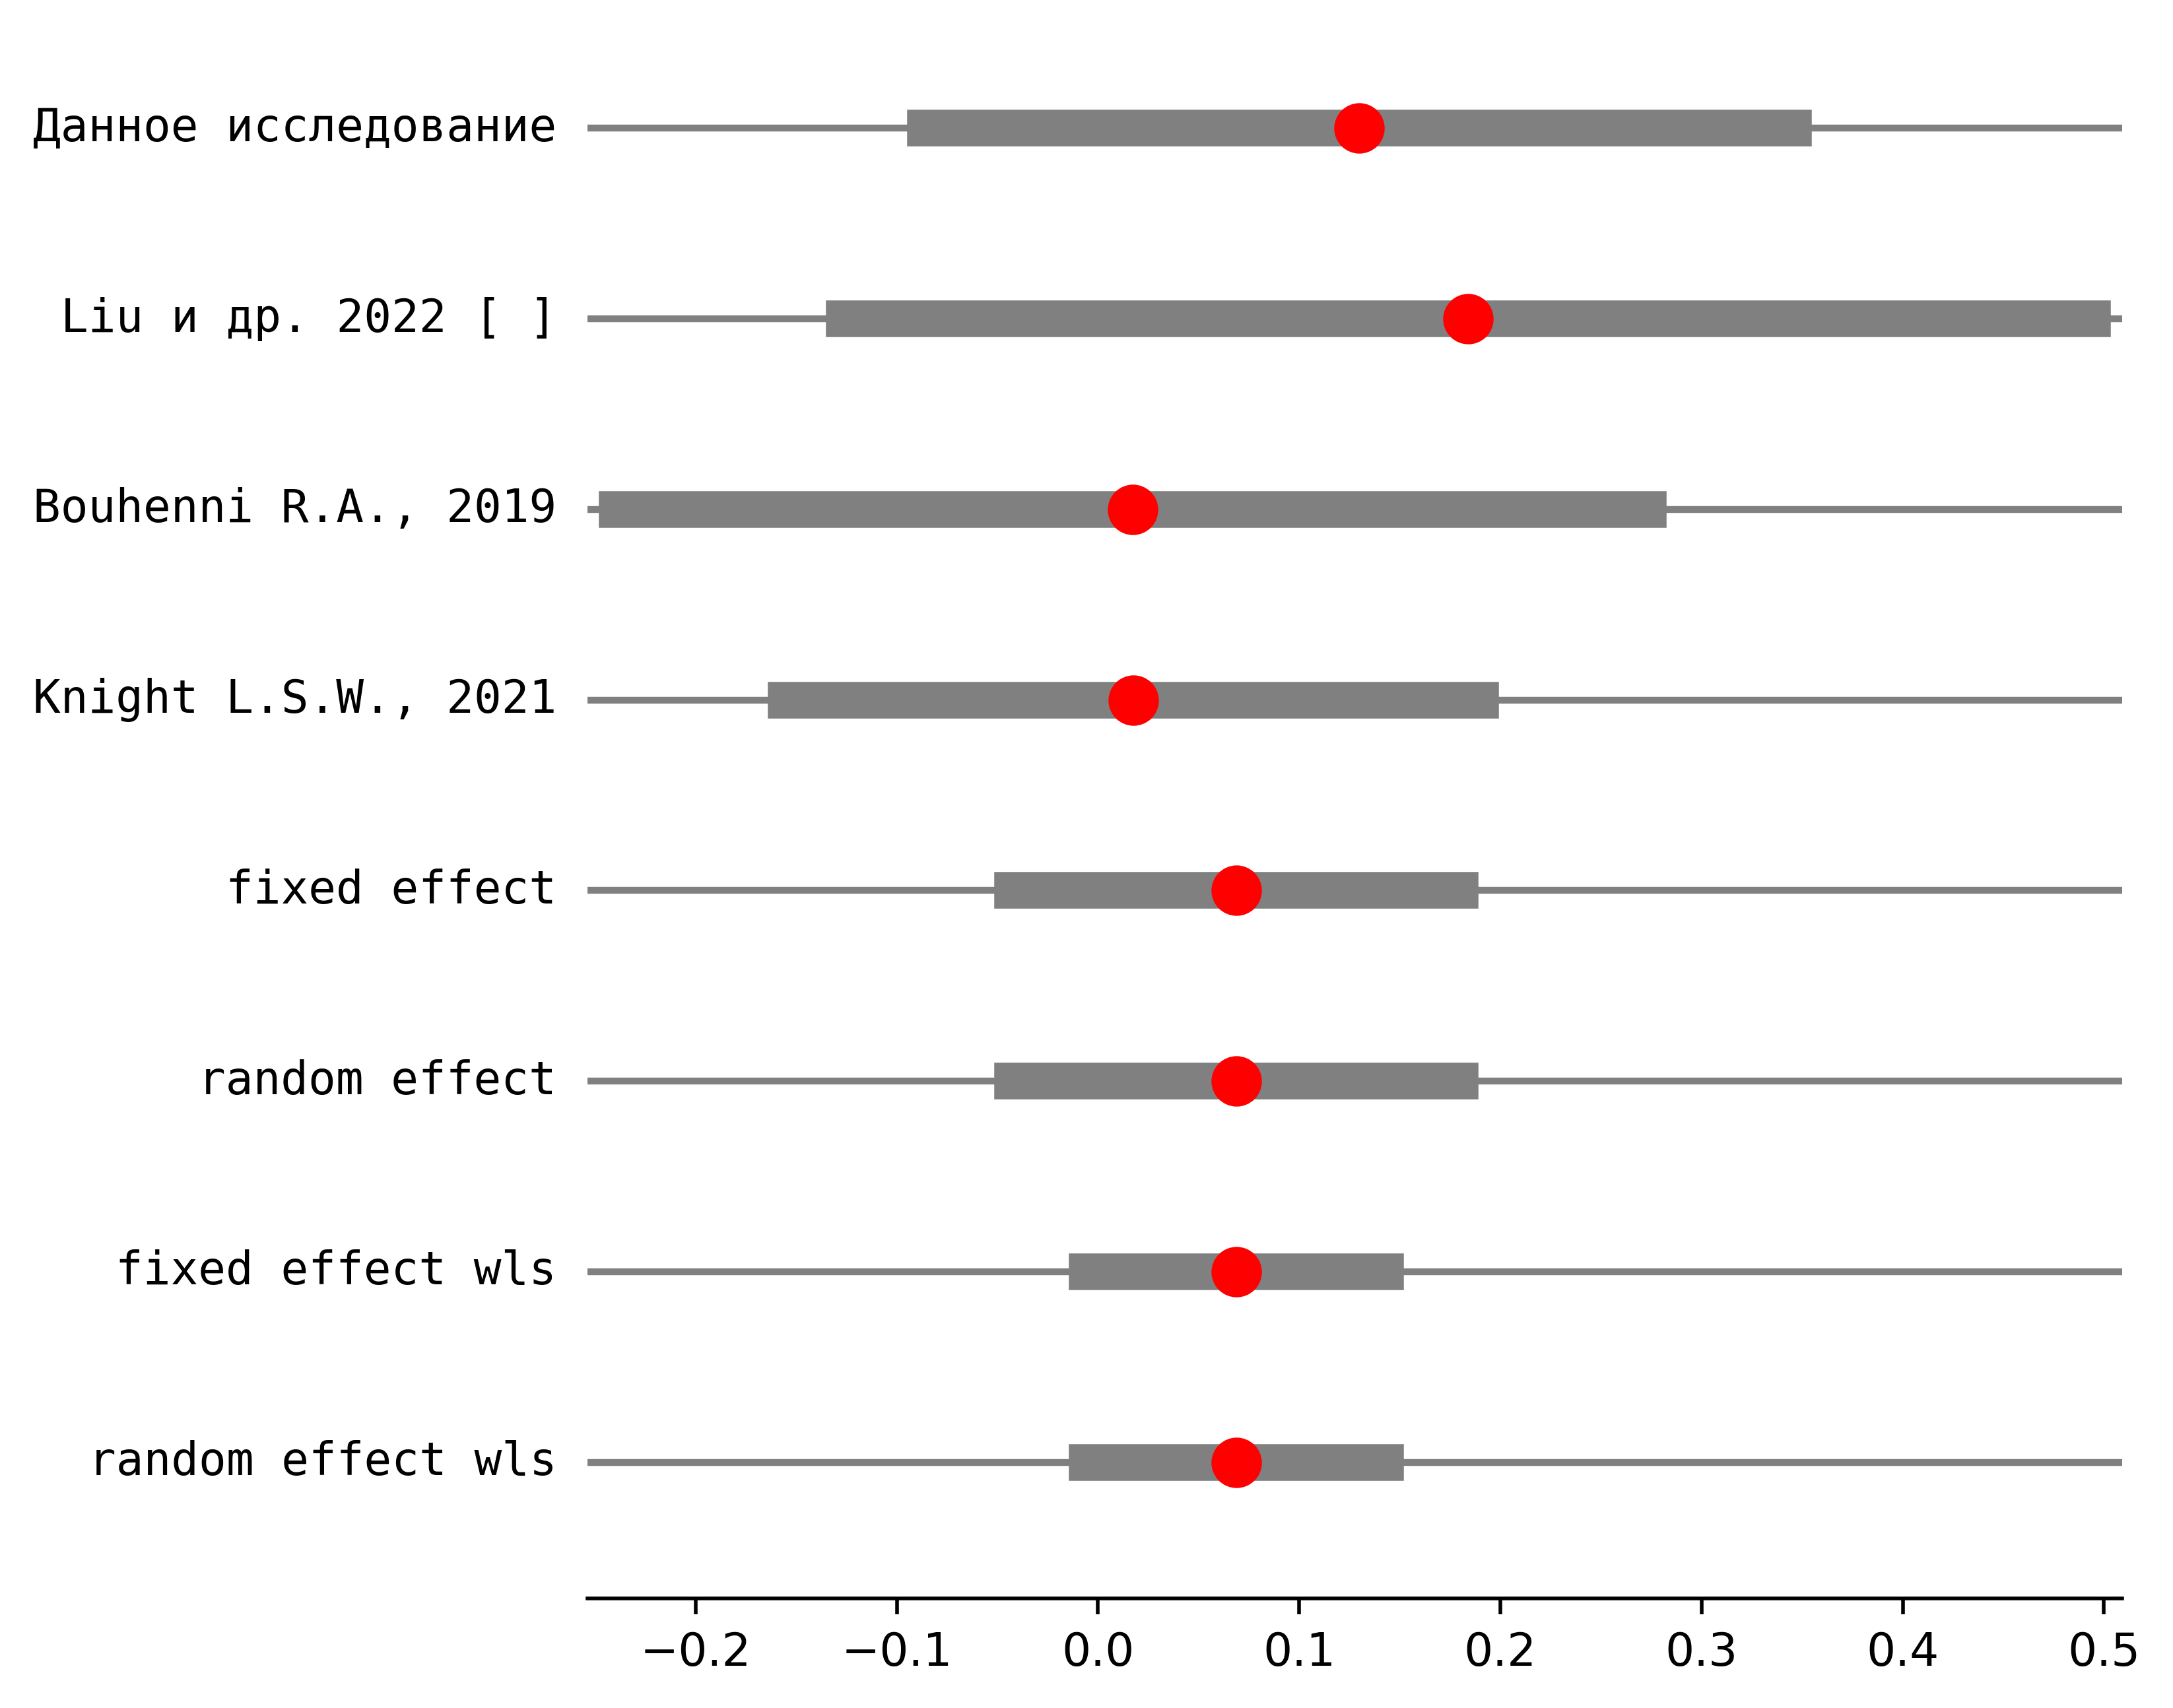 Данное исследование
Liu и др. 2022 [ ]
Bouhenni R.A., 2019
Knight L.S.W., 2021
fixed effect
random effect
fixed effect wls
random effect wls
−0.2 −0.1 0.0 0.1 0.2 0.3 0.4 0.5